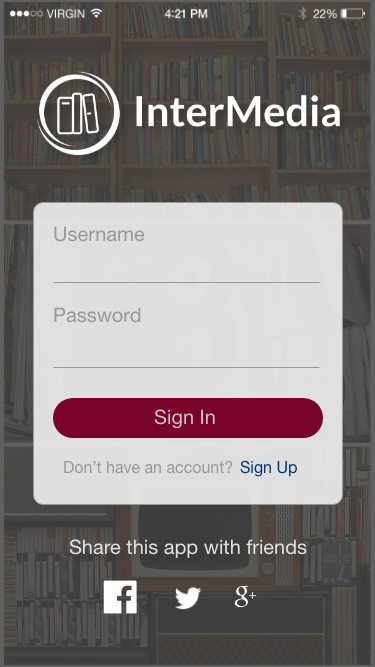 VIRGIN 4:21 PM 22%
InterMedia
Username
Password
Sign In
Don't have an account? Sign Up
Share this app with friends
g+